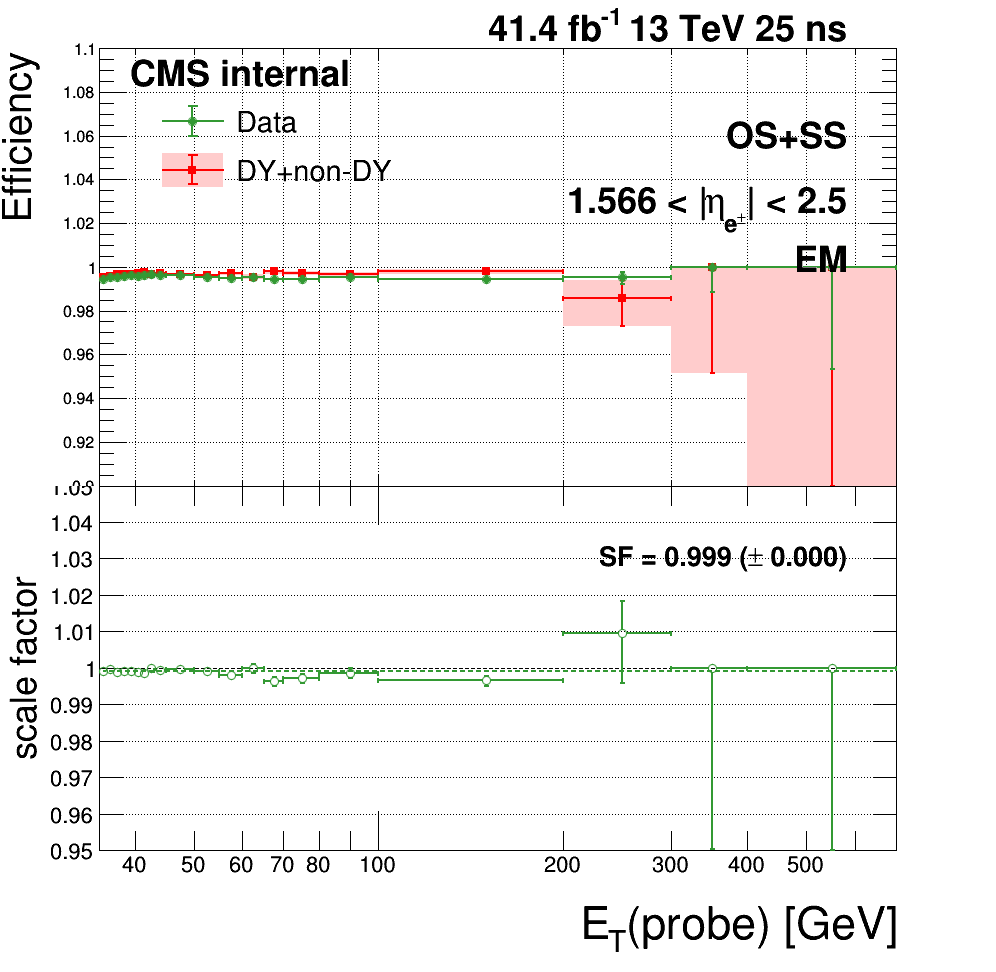 41.4 fb⁻¹ 13 TeV 25 ns
Efficiency
1.1
1.08
1.06
1.04
1.02
1
0.98
0.96
0.94
0.92
CMS internal
Data
DY+non-DY
OS+SS
1.566 < |η_e±| < 2.5
EM
scale factor
1.04
1.03
1.02
1.01
1
0.99
0.98
0.97
0.96
0.95
SF = 0.999 (± 0.000)
40 50 60 70 80 100 200 300 400 500
E_T(probe) [GeV]